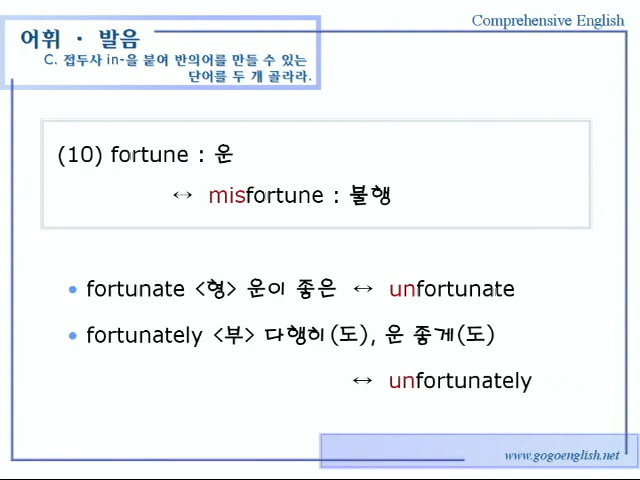 Comprehensive English
어휘 · 발음
C. 접두사 in-을 붙여 반의어를 만들 수 있는
단어를 두 개 골라라.
(10) fortune : 운
↔ misfortune : 불행
• fortunate <형> 운이 좋은 ↔ unfortunate
• fortunately <부> 다행히(도), 운 좋게(도)
↔ unfortunately
www.gogoenglish.net